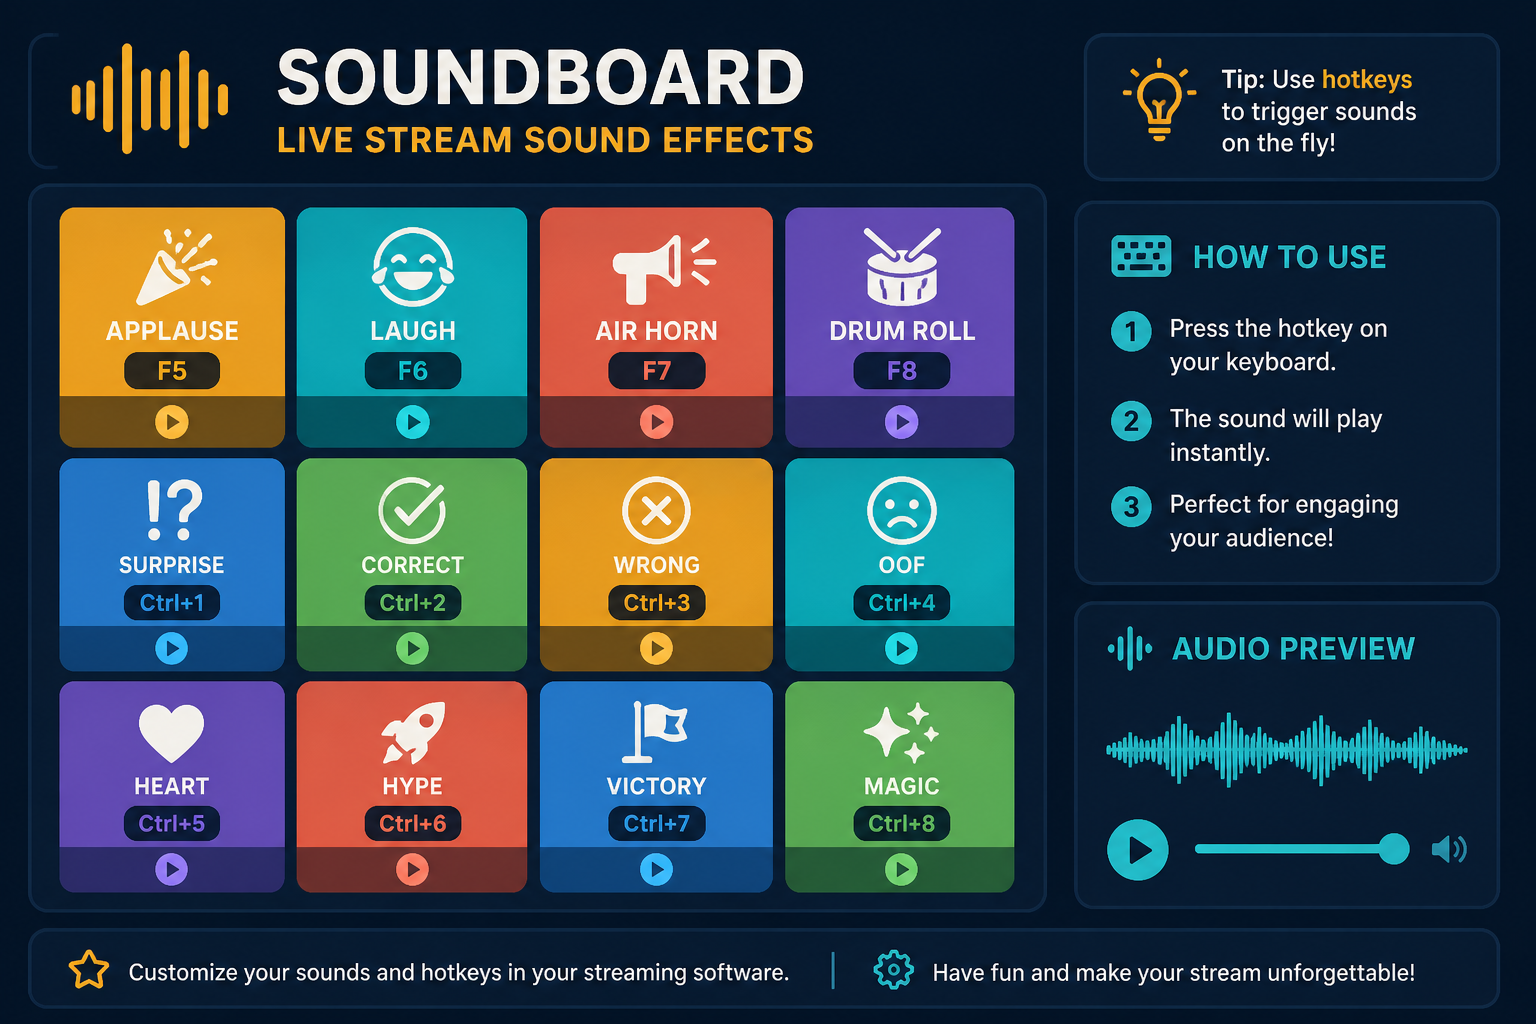 SOUNDBOARD
LIVE STREAM SOUND EFFECTS
Tip: Use hotkeys
to trigger sounds
on the fly!
APPLAUSE
F5
LAUGH
F6
AIR HORN
F7
DRUM ROLL
F8
!?
SURPRISE
Ctrl+1
CORRECT
Ctrl+2
WRONG
Ctrl+3
OOF
Ctrl+4
HEART
Ctrl+5
HYPE
Ctrl+6
VICTORY
Ctrl+7
MAGIC
Ctrl+8
HOW TO USE
1 Press the hotkey on
your keyboard.
2 The sound will play
instantly.
3 Perfect for engaging
your audience!
AUDIO PREVIEW
Customize your sounds and hotkeys in your streaming software.
Have fun and make your stream unforgettable!